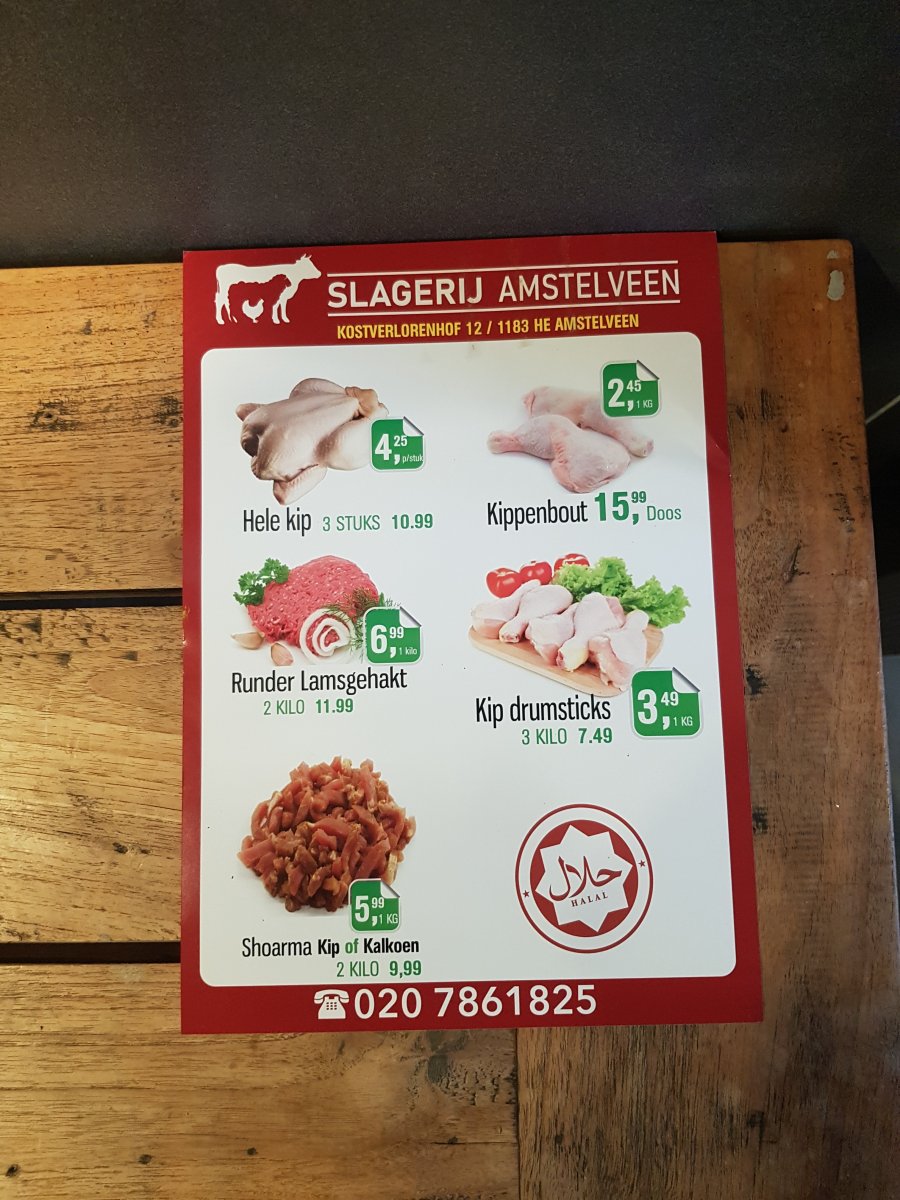 SLAGERIJ AMSTELVEEN
KOSTVERLORENHOF 12 / 1183 HE AMSTELVEEN
4,25 p/stuk
Hele kip 3 STUKS 10.99
2,45 1 KG
Kippenbout 15,99 Doos
6,99 1 kilo
Runder Lamsgehakt
2 KILO 11.99
Kip drumsticks
3,49 1 KG
3 KILO 7.49
5,99 1 KG
Shoarma Kip of Kalkoen
2 KILO 9,99
حلال
HALAL
020 7861825